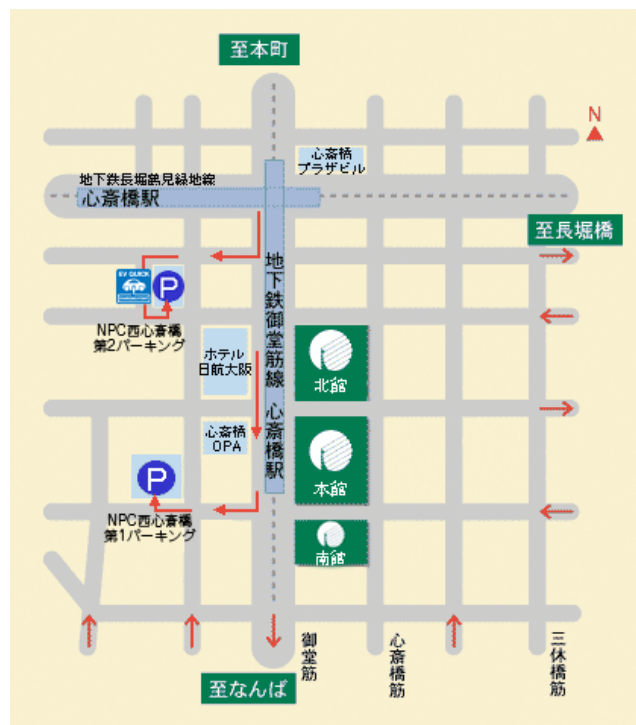 至本町
N
心斎橋
プラザビル
地下鉄長堀鶴見緑地線
心斎橋駅
至長堀橋
EV QUICK
P
NPC西心斎橋
第2パーキング
地下鉄御堂筋線 心斎橋駅
ホテル
日航大阪
北館
心斎橋
OPA
本館
P
NPC西心斎橋
第1パーキング
南館
御堂筋
心斎橋筋
三休橋筋
至なんば